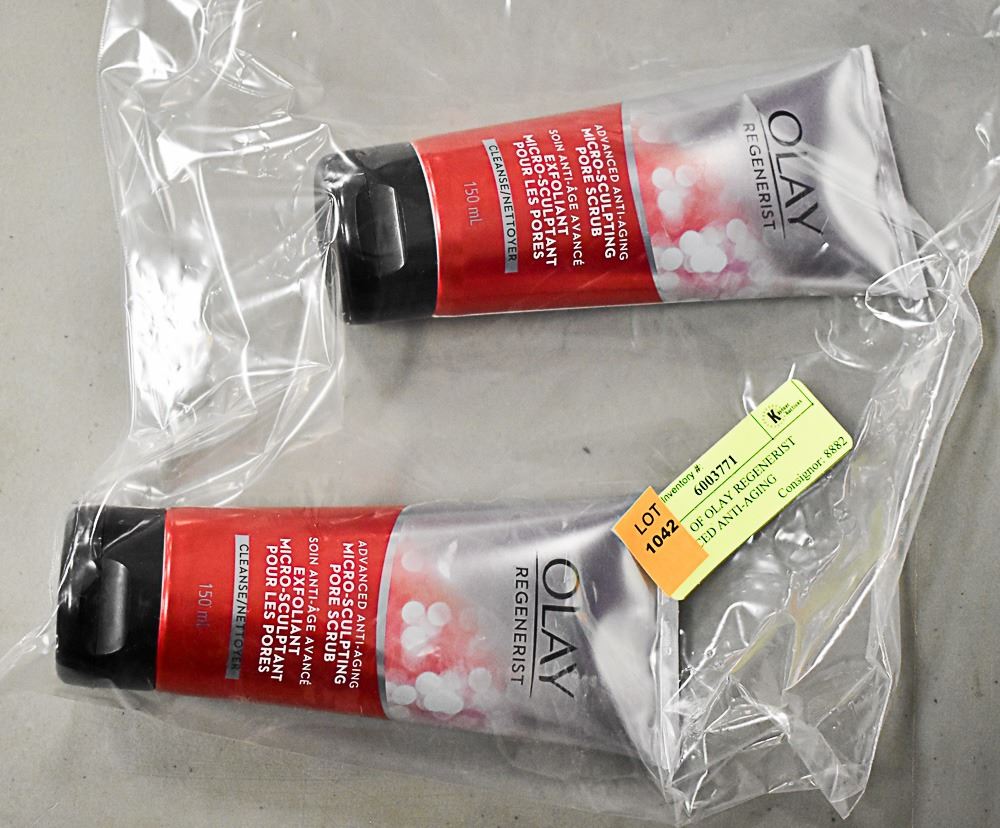 OLAY
REGENERIST
ADVANCED ANTI-AGING
MICRO-SCULPTING
PORE SCRUB
SOIN ANTI-ÂGE AVANCÉ
EXFOLIANT
MICRO-SCULPTANT
POUR LES PORES
CLEANSE/NETTOYER
150 mL
Inventory #
6003771
OF OLAY REGENERIST
CED ANTI-AGING
Consignor: 8882
LOT
1042
OLAY
REGENERIST
ADVANCED ANTI-AGING
MICRO-SCULPTING
PORE SCRUB
SOIN ANTI-ÂGE AVANCÉ
EXFOLIANT
MICRO-SCULPTANT
POUR LES PORES
CLEANSE/NETTOYER
150 mL